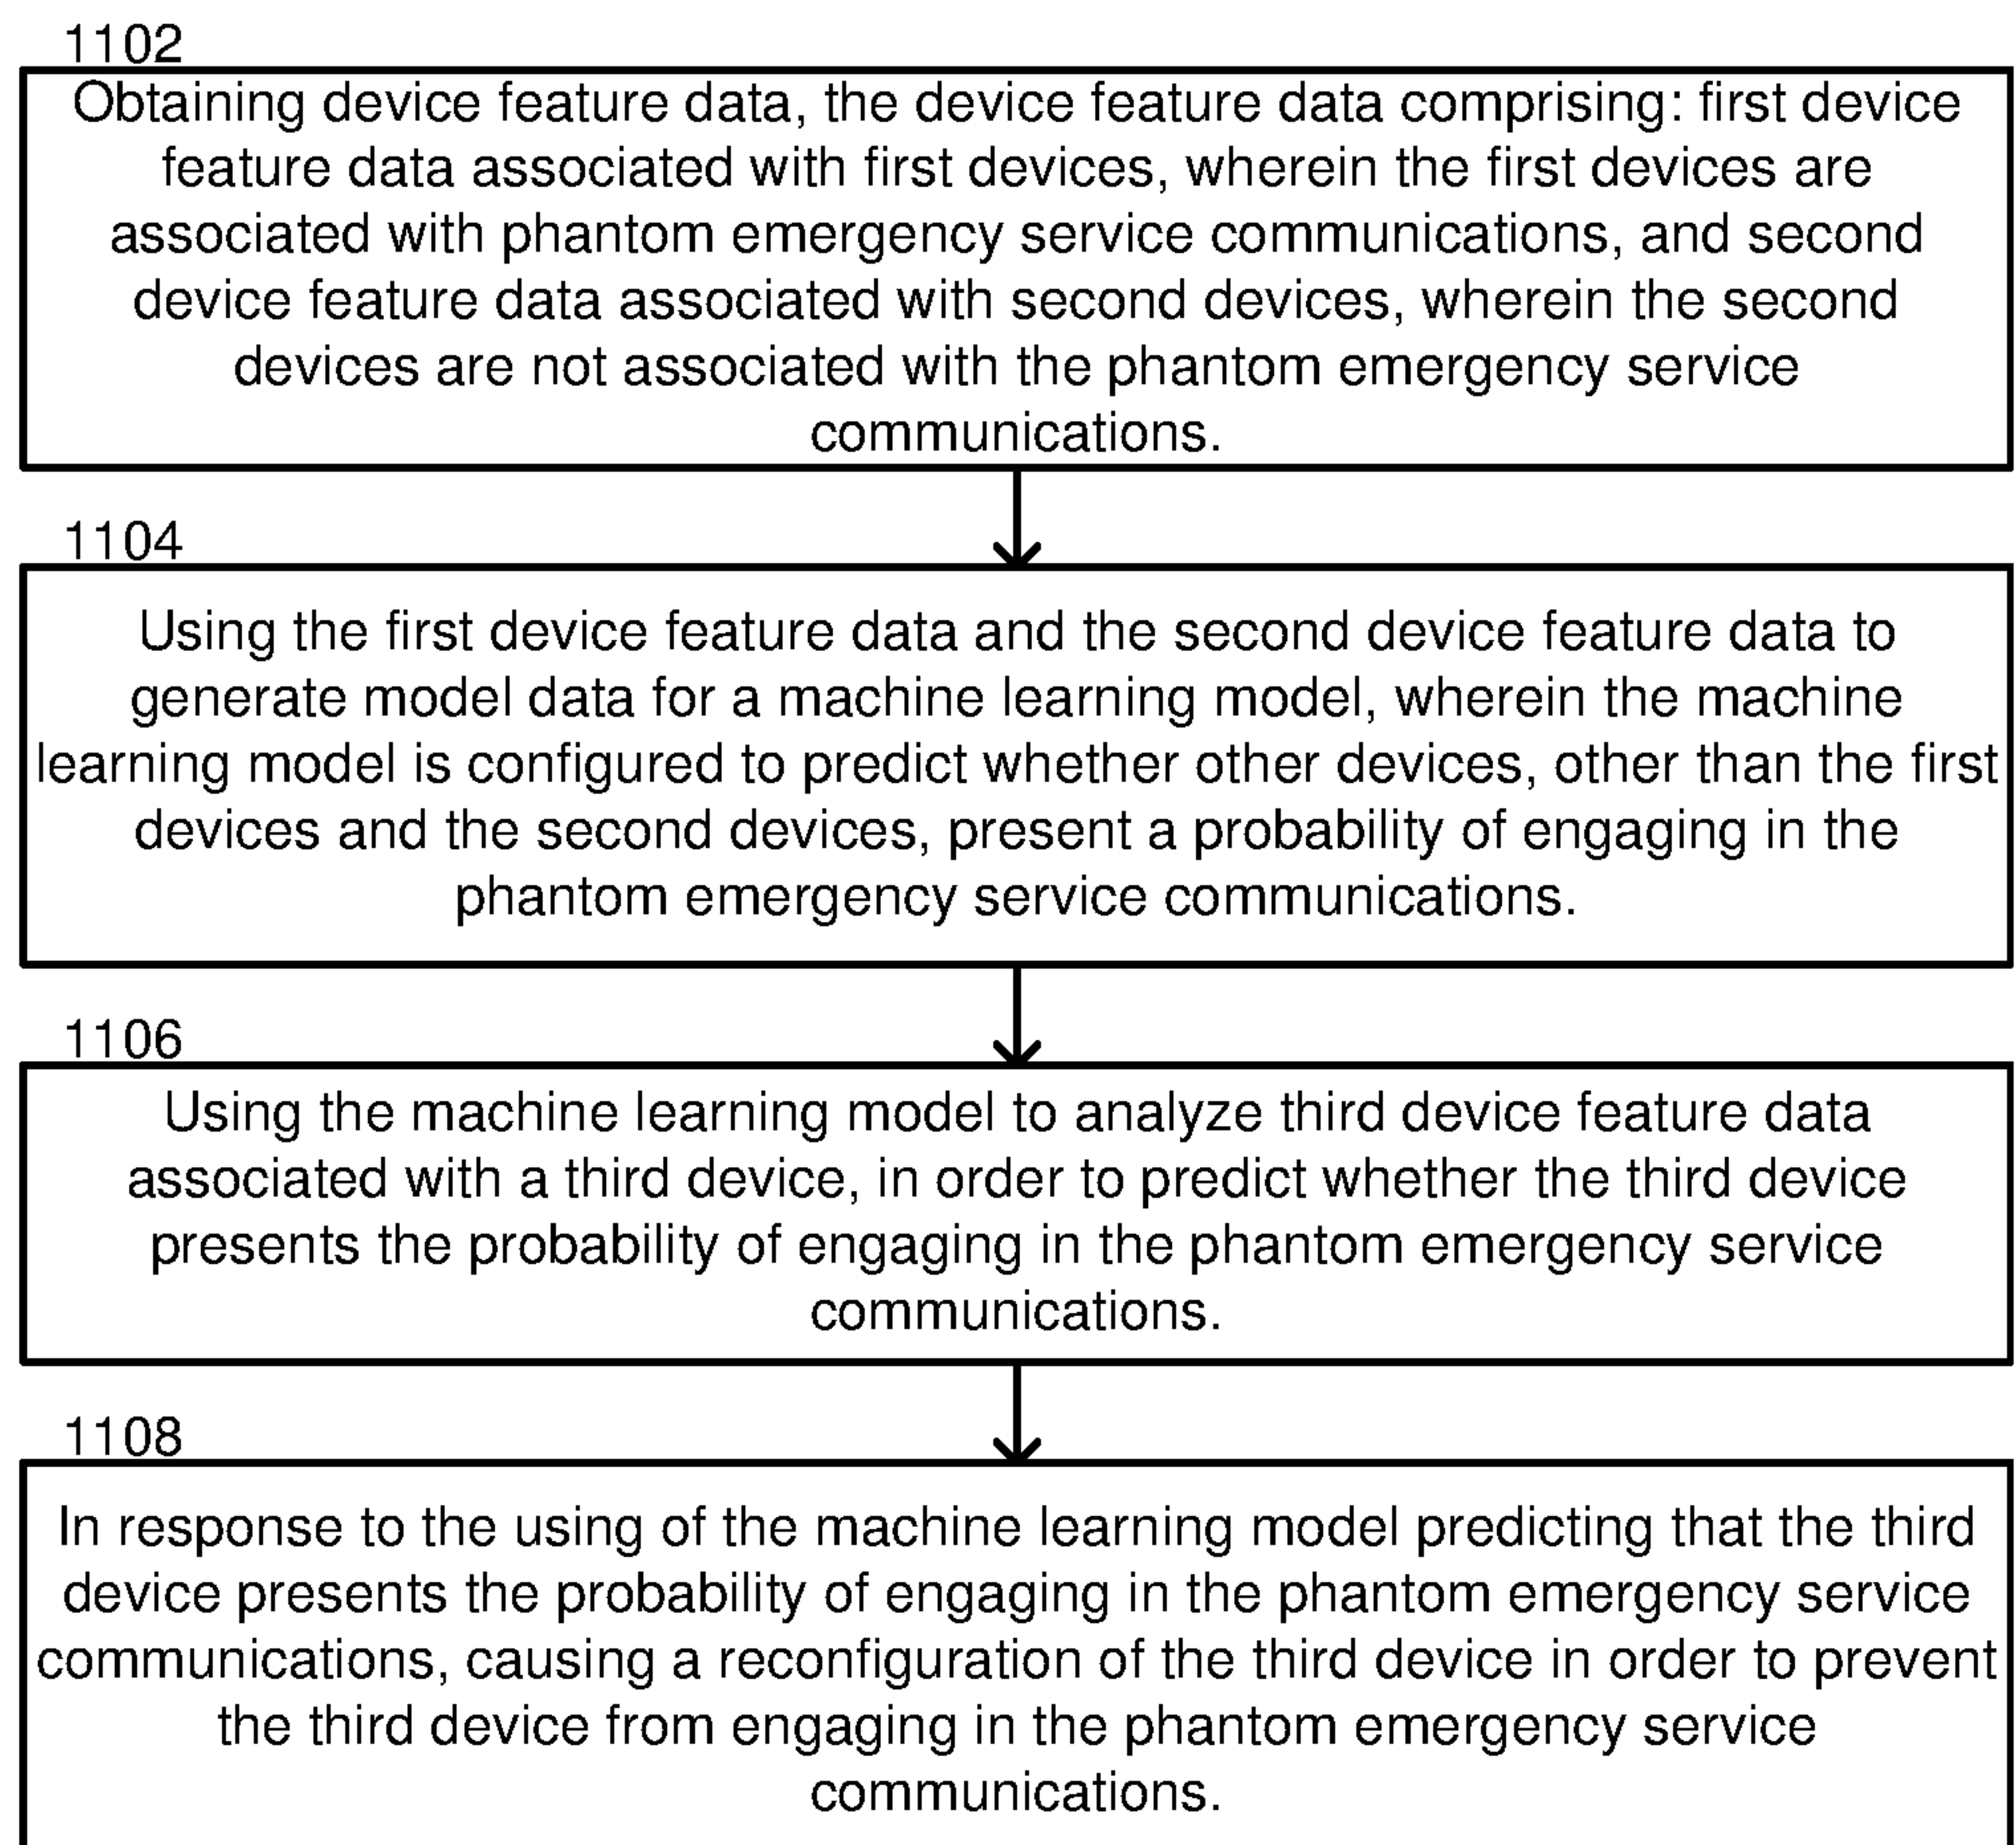 1102
Obtaining device feature data, the device feature data comprising: first device
feature data associated with first devices, wherein the first devices are
associated with phantom emergency service communications, and second
device feature data associated with second devices, wherein the second
devices are not associated with the phantom emergency service
communications.
1104
Using the first device feature data and the second device feature data to
generate model data for a machine learning model, wherein the machine
learning model is configured to predict whether other devices, other than the first
devices and the second devices, present a probability of engaging in the
phantom emergency service communications.
1106
Using the machine learning model to analyze third device feature data
associated with a third device, in order to predict whether the third device
presents the probability of engaging in the phantom emergency service
communications.
1108
In response to the using of the machine learning model predicting that the third
device presents the probability of engaging in the phantom emergency service
communications, causing a reconfiguration of the third device in order to prevent
the third device from engaging in the phantom emergency service
communications.